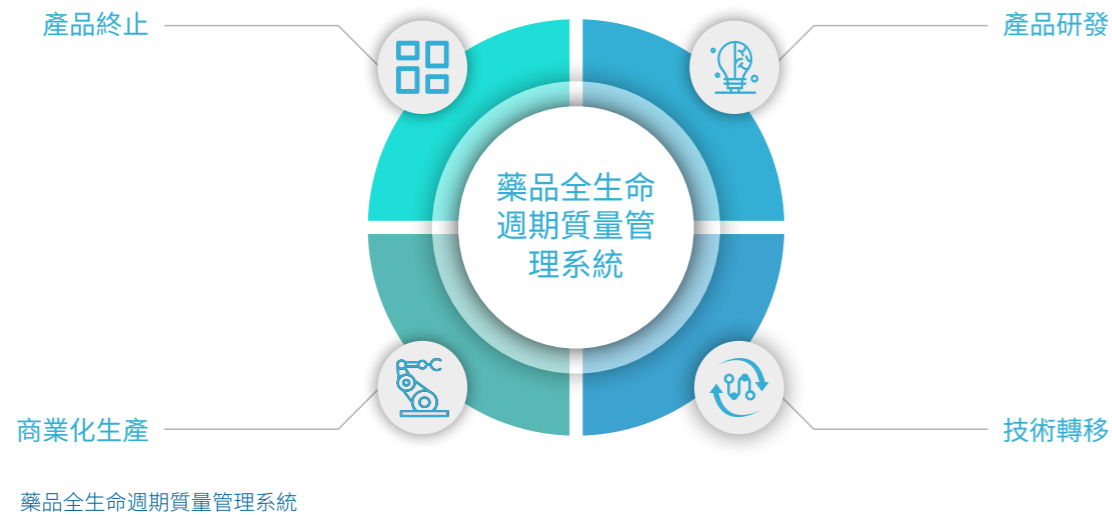 產品終止
產品研發
藥品全生命
週期質量管
理系統
商業化生產
技術轉移
藥品全生命週期質量管理系統